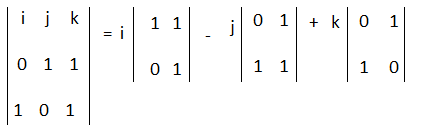 | i j k | = i | 1 1 | - j | 0 1 | + k | 0 1 |
| 0 1 1 | | 0 1 | | 1 1 | | 1 0 |
| 1 0 1 |